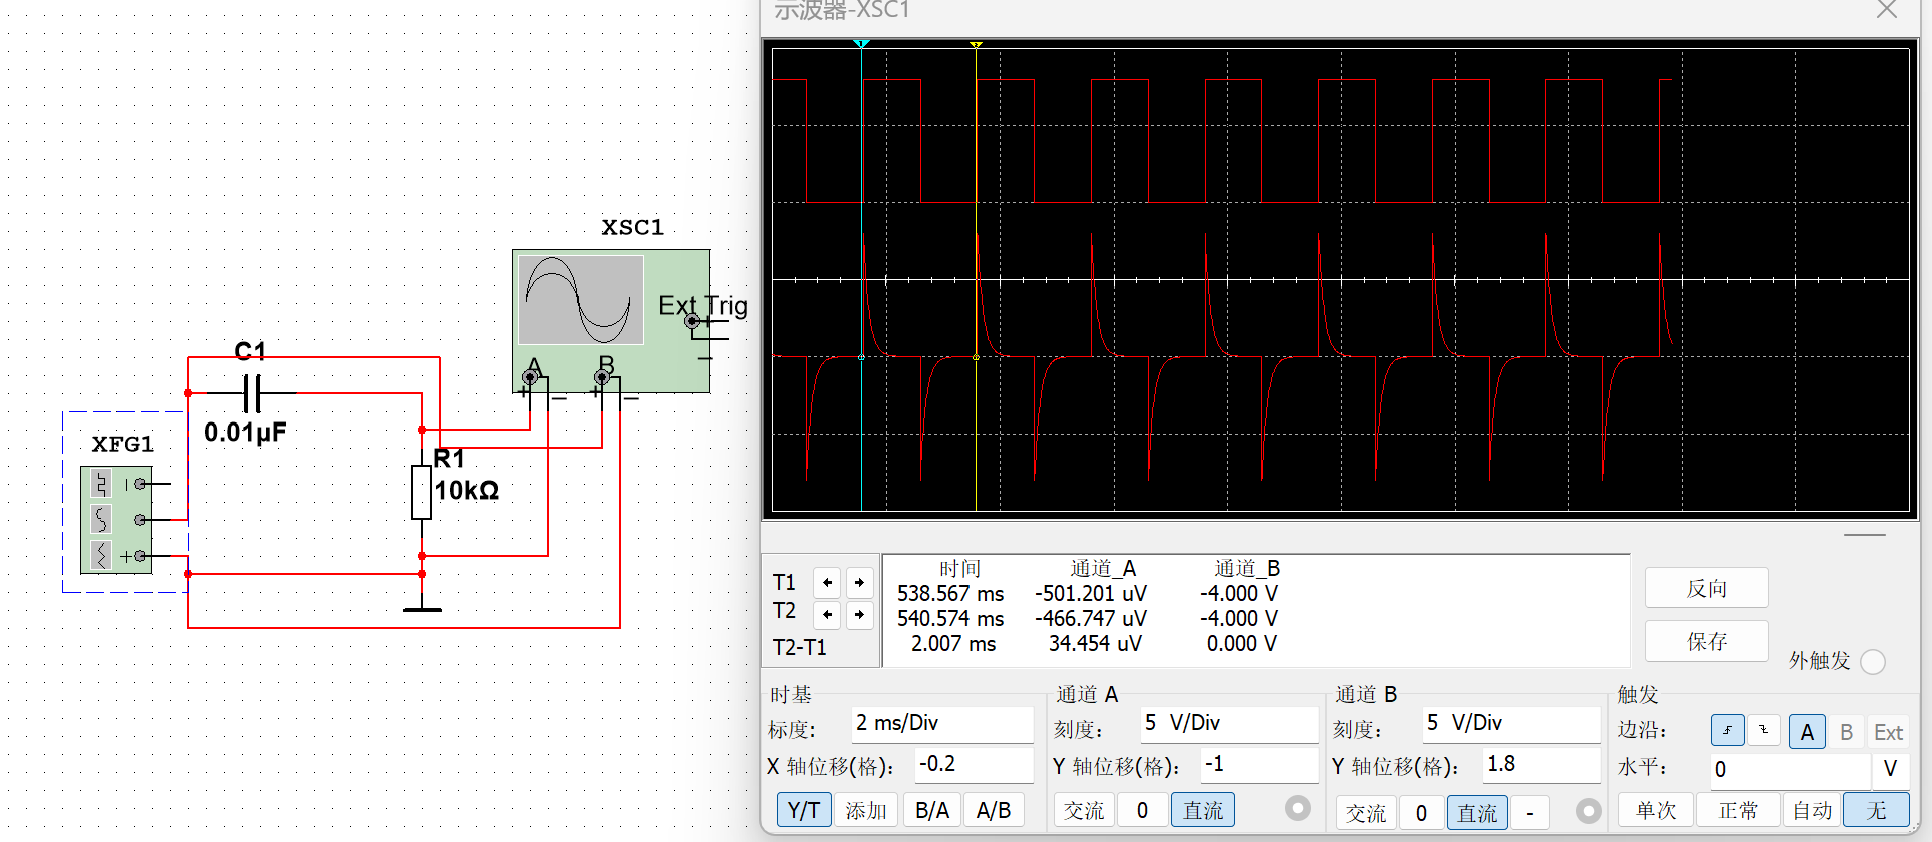 示波器-XSC1
XSC1
Ext Trig
A
B
C1
0.01µF
XFG1
R1
10kΩ
1
2
时间 通道_A 通道_B
T1 538.567 ms -501.201 uV -4.000 V
T2 540.574 ms -466.747 uV -4.000 V
T2-T1 2.007 ms 34.454 uV 0.000 V
反向
保存
外触发
时基
标度: 2 ms/Div
X 轴位移(格): -0.2
Y/T 添加 B/A A/B
通道 A
刻度: 5 V/Div
Y 轴位移(格): -1
交流 0 直流
通道 B
刻度: 5 V/Div
Y 轴位移(格): 1.8
交流 0 直流 -
触发
边沿: A B Ext
水平: 0 V
单次 正常 自动 无